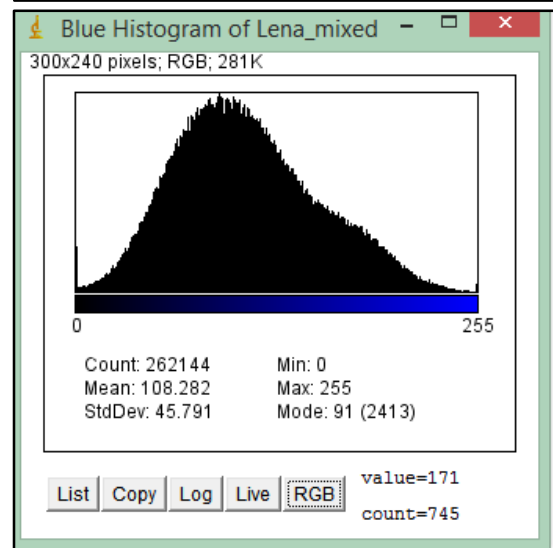 Blue Histogram of Lena_mixed
300x240 pixels; RGB; 281K
0 255
Count: 262144 Min: 0
Mean: 108.282 Max: 255
StdDev: 45.791 Mode: 91 (2413)
List Copy Log Live RGB value=171
count=745